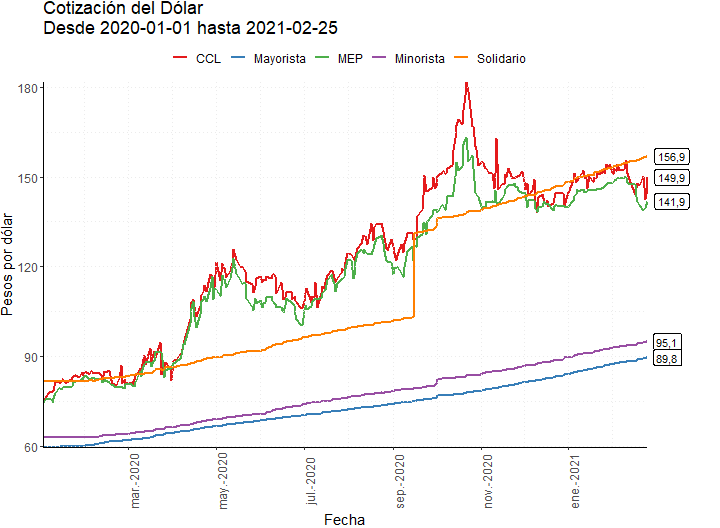 Cotización del Dólar
Desde 2020-01-01 hasta 2021-02-25
CCL Mayorista MEP Minorista Solidario
Pesos por dólar
180
150
120
90
60
156,9
149,9
141,9
95,1
89,8
mar.-2020
may.-2020
jul.-2020
sep.-2020
nov.-2020
ene.-2021
Fecha